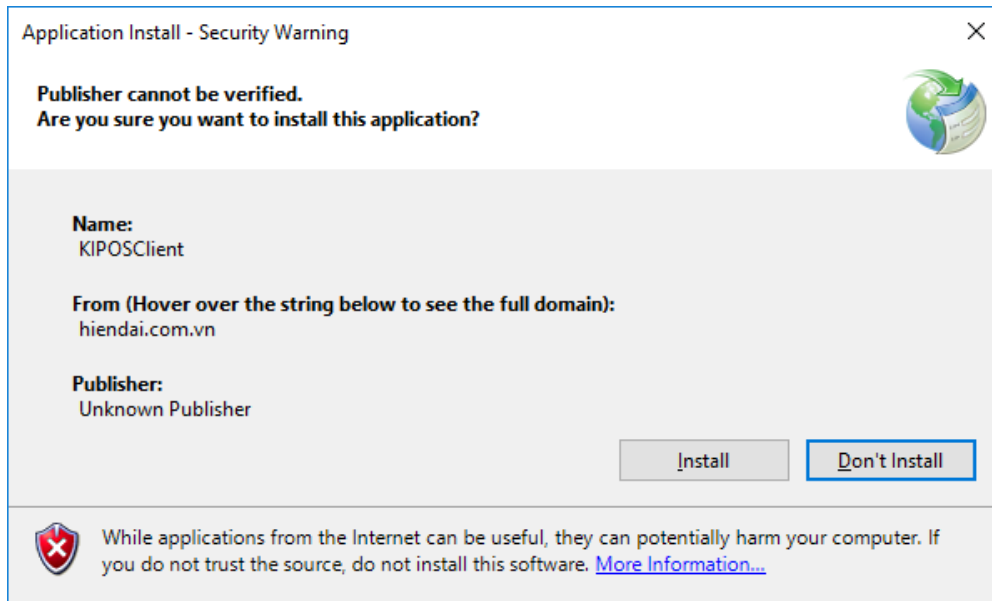 Application Install - Security Warning
Publisher cannot be verified.
Are you sure you want to install this application?
Name:
KIPOSClient
From (Hover over the string below to see the full domain):
hiendai.com.vn
Publisher:
Unknown Publisher
Install
Don't Install
While applications from the Internet can be useful, they can potentially harm your computer. If
you do not trust the source, do not install this software. More Information...